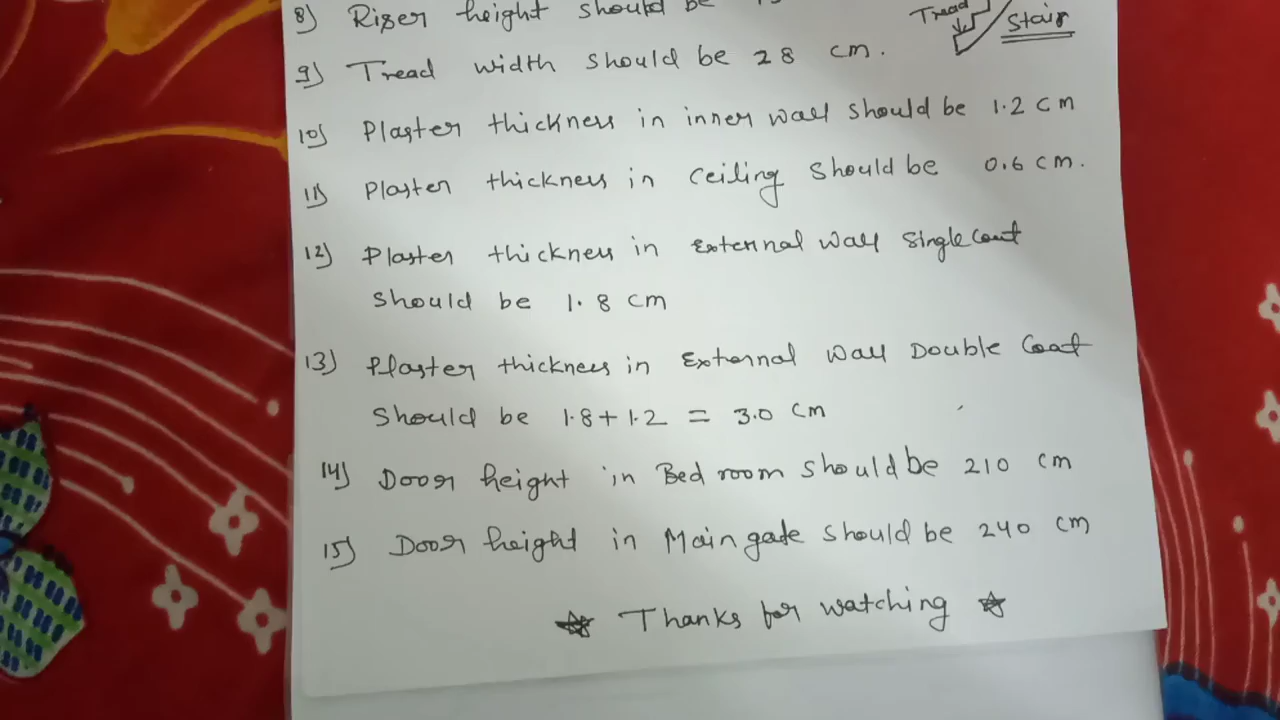 8) Riser height should be
Tread
Stair
9) Tread width should be 28 cm.
10) Plaster thickness in inner wall should be 1.2 cm
11) Plaster thickness in ceiling should be 0.6 cm.
12) Plaster thickness in External wall single coat
should be 1.8 cm
13) Plaster thickness in External wall Double Coat
should be 1.8 + 1.2 = 3.0 cm
14) Door height in Bed room should be 210 cm
15) Door height in Main gate should be 240 cm
☆ Thanks for watching ☆